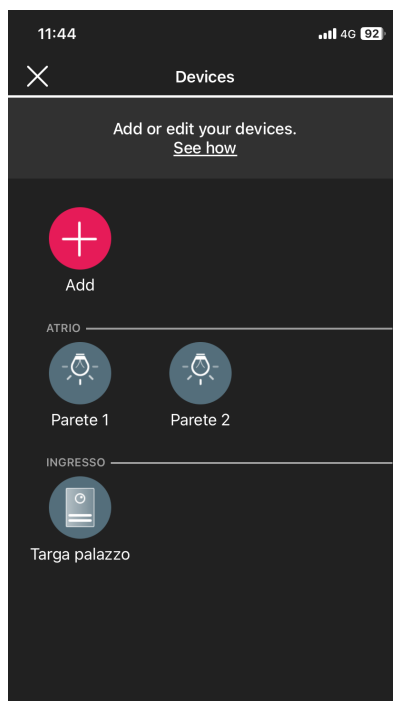 11:44
4G 92
Devices
Add or edit your devices.
See how
Add
ATRIO
Parete 1 Parete 2
INGRESSO
Targa palazzo